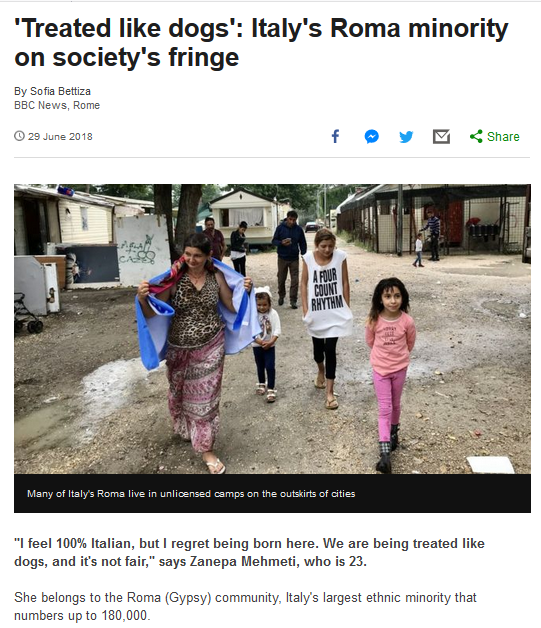 'Treated like dogs': Italy's Roma minority
on society's fringe
By Sofia Bettiza
BBC News, Rome
29 June 2018
Share
A FOUR
COUNT
RHYTHM
Many of Italy's Roma live in unlicensed camps on the outskirts of cities
"I feel 100% Italian, but I regret being born here. We are being treated like
dogs, and it's not fair," says Zanepa Mehmeti, who is 23.
She belongs to the Roma (Gypsy) community, Italy's largest ethnic minority that
numbers up to 180,000.